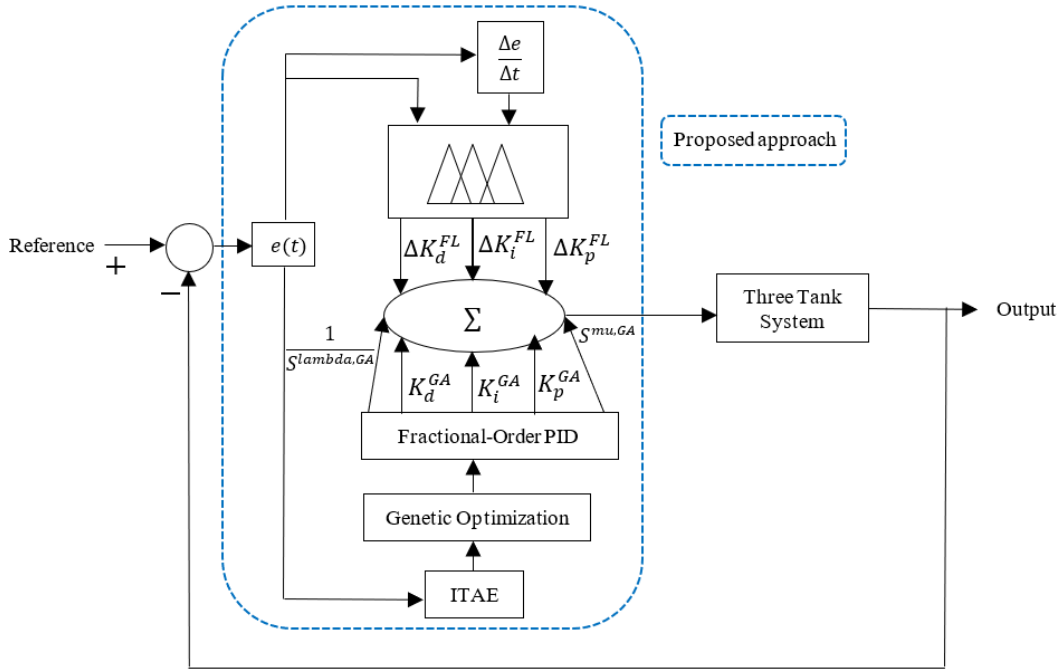 Δe
Δt
Proposed approach
Reference
+
−
e(t)
ΔK_d^{FL}
ΔK_i^{FL}
ΔK_p^{FL}
Σ
Three Tank
System
Output
1
S^{lambda,GA}
S^{mu,GA}
K_d^{GA}
K_i^{GA}
K_p^{GA}
Fractional-Order PID
Genetic Optimization
ITAE